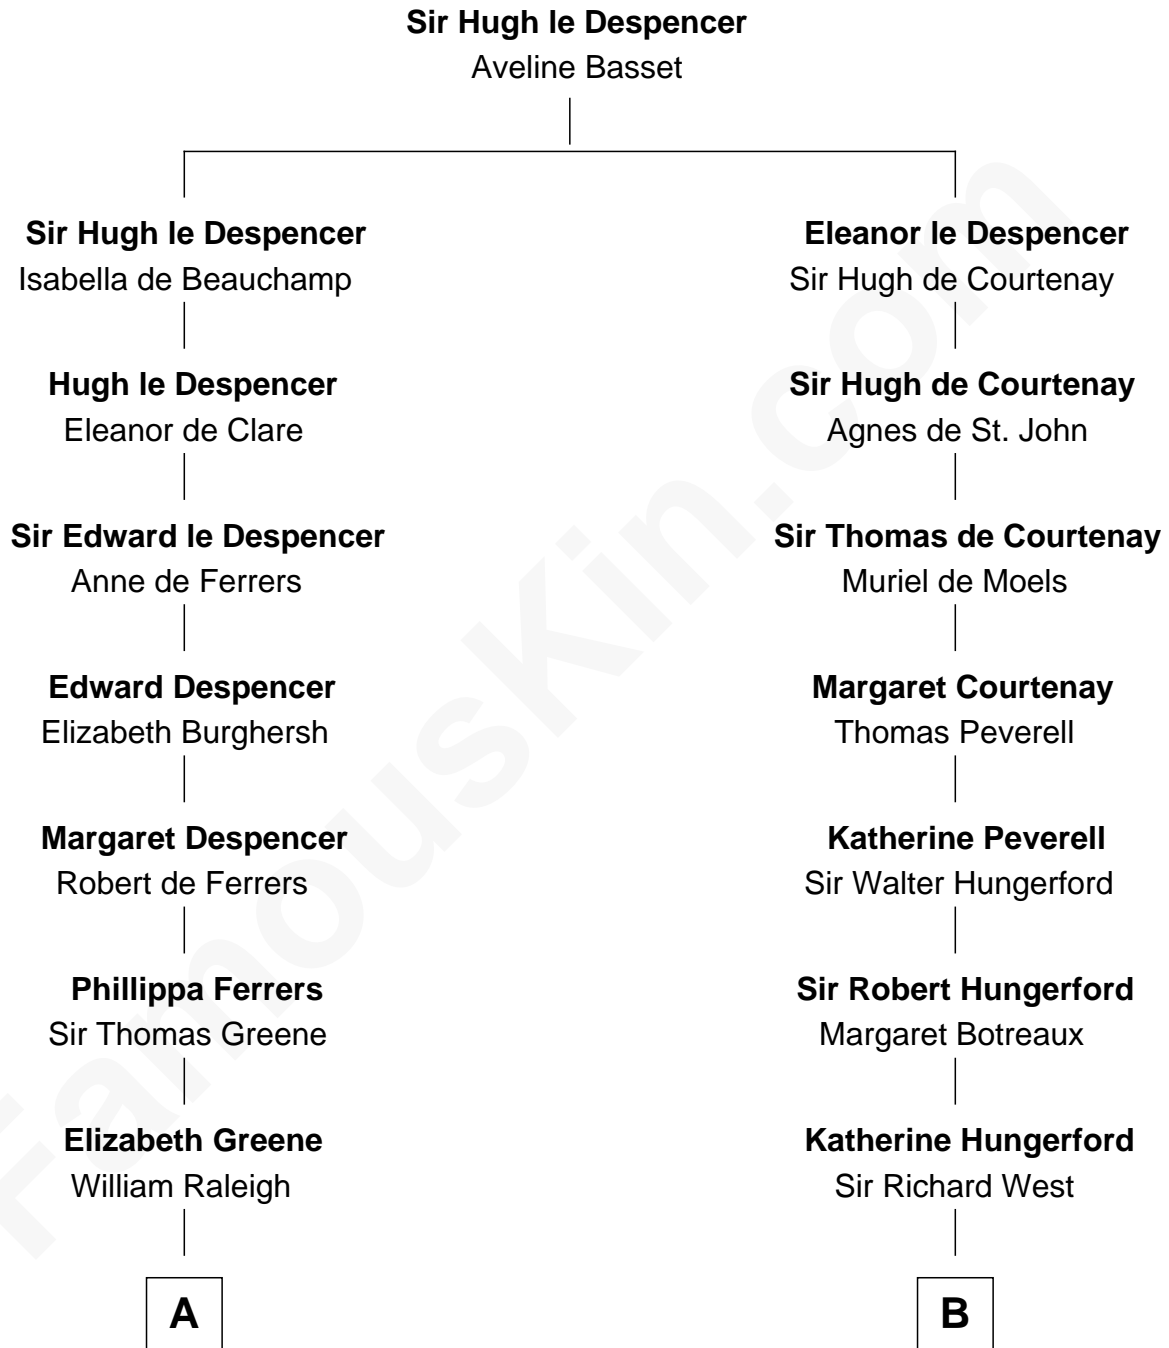 Sir Hugh le Despencer
Aveline Basset
Sir Hugh le Despencer
Isabella de Beauchamp
Hugh le Despencer
Eleanor de Clare
Sir Edward le Despencer
Anne de Ferrers
Edward Despencer
Elizabeth Burghersh
Margaret Despencer
Robert de Ferrers
Phillippa Ferrers
Sir Thomas Greene
Elizabeth Greene
William Raleigh
A
Eleanor le Despencer
Sir Hugh de Courtenay
Sir Hugh de Courtenay
Agnes de St. John
Sir Thomas de Courtenay
Muriel de Moels
Margaret Courtenay
Thomas Peverell
Katherine Peverell
Sir Walter Hungerford
Sir Robert Hungerford
Margaret Botreaux
Katherine Hungerford
Sir Richard West
B
FamousKin.com